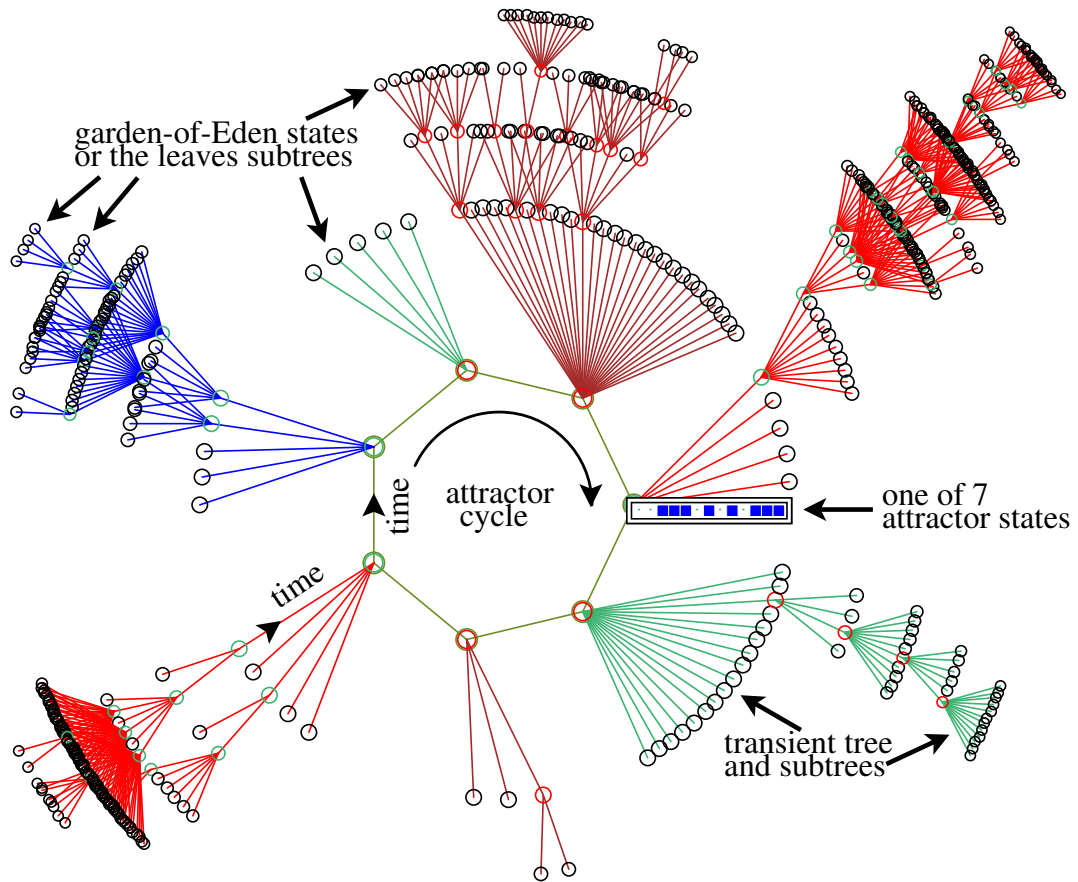 garden-of-Eden states
or the leaves subtrees
time
attractor
cycle
one of 7
attractor states
time
transient tree
and subtrees